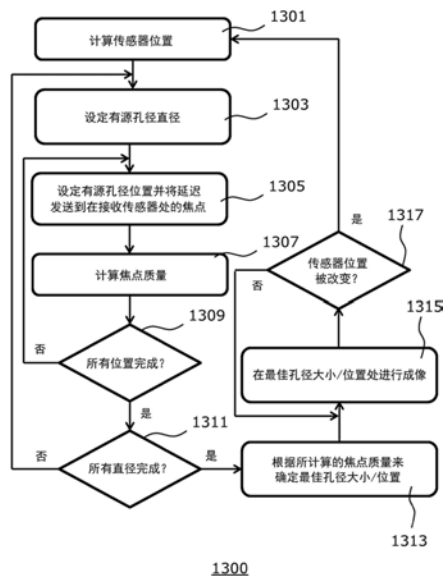 计算传感器位置
1301
设定有源孔径直径
1303
设定有源孔径位置并将延迟
发送到在接收传感器处的焦点
1305
计算焦点质量
1307
所有位置完成?
1309
否
是
所有直径完成?
1311
否
是
根据所计算的焦点质量来
确定最佳孔径大小/位置
1313
在最佳孔径大小/位置处进行成像
1315
传感器位置
被改变?
1317
否
是
1300